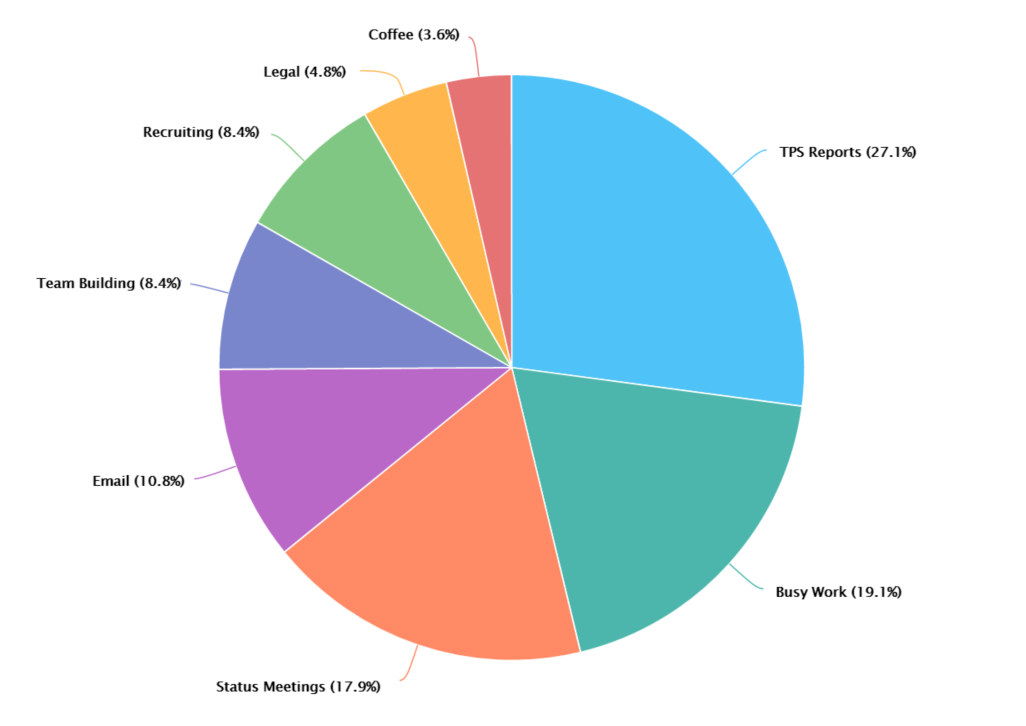 Coffee (3.6%)
Legal (4.8%)
Recruiting (8.4%)
TPS Reports (27.1%)
Team Building (8.4%)
Email (10.8%)
Busy Work (19.1%)
Status Meetings (17.9%)